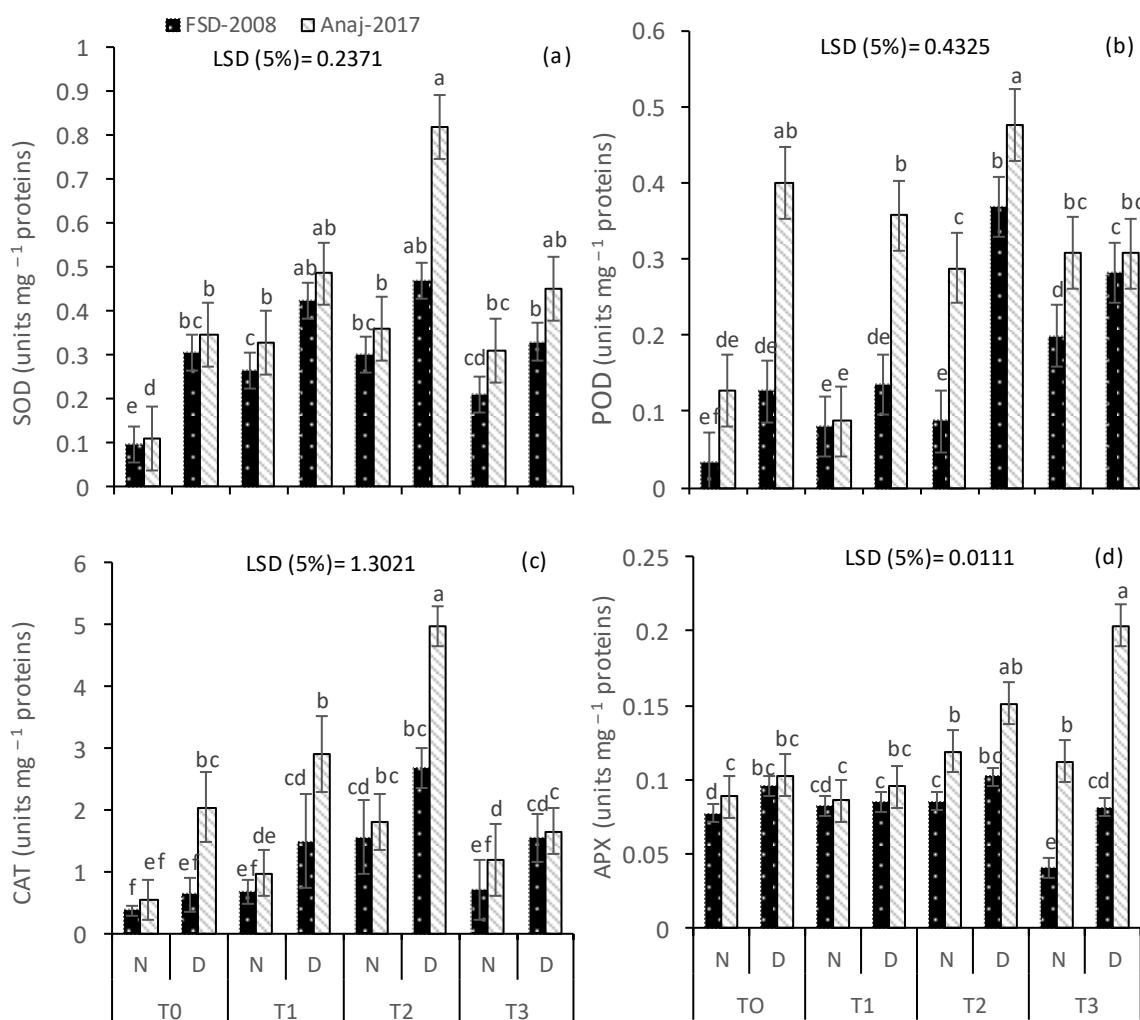 FSD-2008 Anaj-2017
LSD (5%)= 0.2371 (a)
SOD (units mg −1 proteins)
1
0.9
0.8
0.7
0.6
0.5
0.4
0.3
0.2
0.1
0
e d bc b c b ab ab bc b ab a cd bc b ab
LSD (5%)= 0.4325 (b)
POD (units mg −1 proteins)
0.6
0.5
0.4
0.3
0.2
0.1
0
ef de de ab e e de b e c b a d bc c bc
LSD (5%)= 1.3021 (c)
CAT (units mg −1 proteins)
6
5
4
3
2
1
0
f ef ef bc ef de cd b cd bc bc a ef d cd c
N D N D N D N D
T0 T1 T2 T3
LSD (5%)= 0.0111 (d)
APX (units mg −1 proteins)
0.25
0.2
0.15
0.1
0.05
0
d c bc bc cd c c bc c b bc ab e b cd a
N D N D N D N D
TO T1 T2 T3